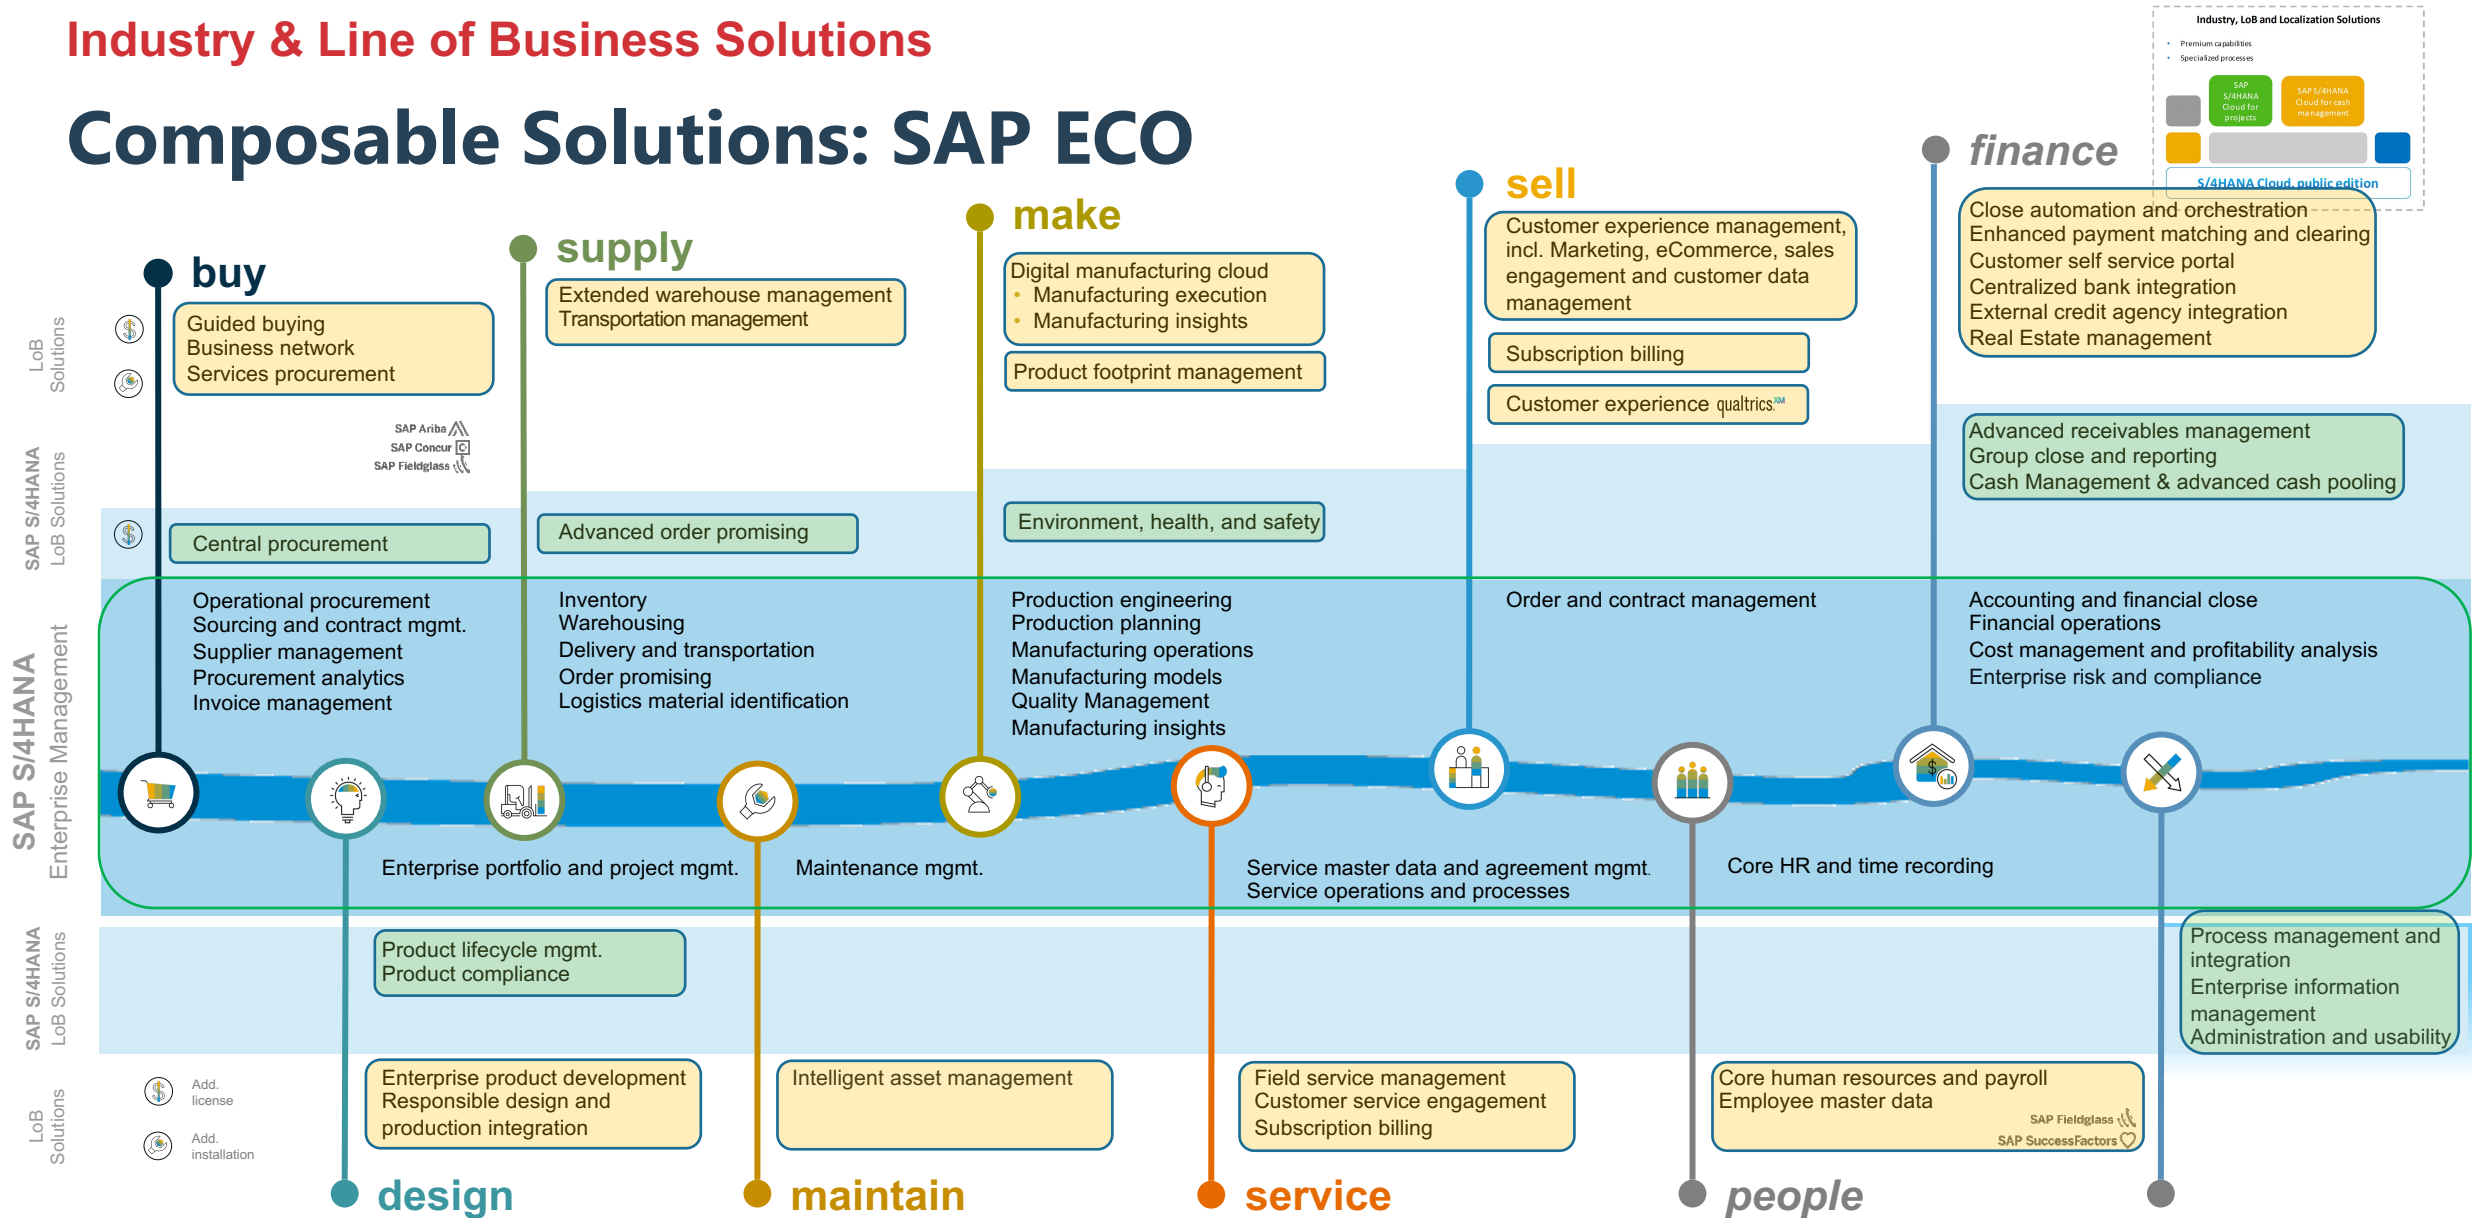 Industry & Line of Business Solutions
Composable Solutions: SAP ECO
Industry, LoB and Localization Solutions
• Premium capabilities
• Specialized processes
SAP
S/4HANA
Cloud for
projects
SAP S/4HANA
Cloud for cash
management
S/4HANA Cloud, public edition
buy
Guided buying
Business network
Services procurement
SAP Ariba
SAP Concur
SAP Fieldglass
Central procurement
Operational procurement
Sourcing and contract mgmt.
Supplier management
Procurement analytics
Invoice management
supply
Extended warehouse management
Transportation management
Advanced order promising
Inventory
Warehousing
Delivery and transportation
Order promising
Logistics material identification
make
Digital manufacturing cloud
• Manufacturing execution
• Manufacturing insights
Product footprint management
Environment, health, and safety
Production engineering
Production planning
Manufacturing operations
Manufacturing models
Quality Management
Manufacturing insights
sell
Customer experience management,
incl. Marketing, eCommerce, sales
engagement and customer data
management
Subscription billing
Customer experience qualtrics.XM
Order and contract management
finance
Close automation and orchestration
Enhanced payment matching and clearing
Customer self service portal
Centralized bank integration
External credit agency integration
Real Estate management
Advanced receivables management
Group close and reporting
Cash Management & advanced cash pooling
Accounting and financial close
Financial operations
Cost management and profitability analysis
Enterprise risk and compliance
LoB
Solutions
SAP S/4HANA
LoB Solutions
SAP S/4HANA
Enterprise Management
SAP S/4HANA
LoB Solutions
LoB
Solutions
Enterprise portfolio and project mgmt.
Product lifecycle mgmt.
Product compliance
Enterprise product development
Responsible design and
production integration
design
Maintenance mgmt.
Intelligent asset management
maintain
Service master data and agreement mgmt.
Service operations and processes
Field service management
Customer service engagement
Subscription billing
service
Core HR and time recording
Core human resources and payroll
Employee master data
SAP Fieldglass
SAP SuccessFactors
people
Process management and
integration
Enterprise information
management
Administration and usability
Add.
license
Add.
installation